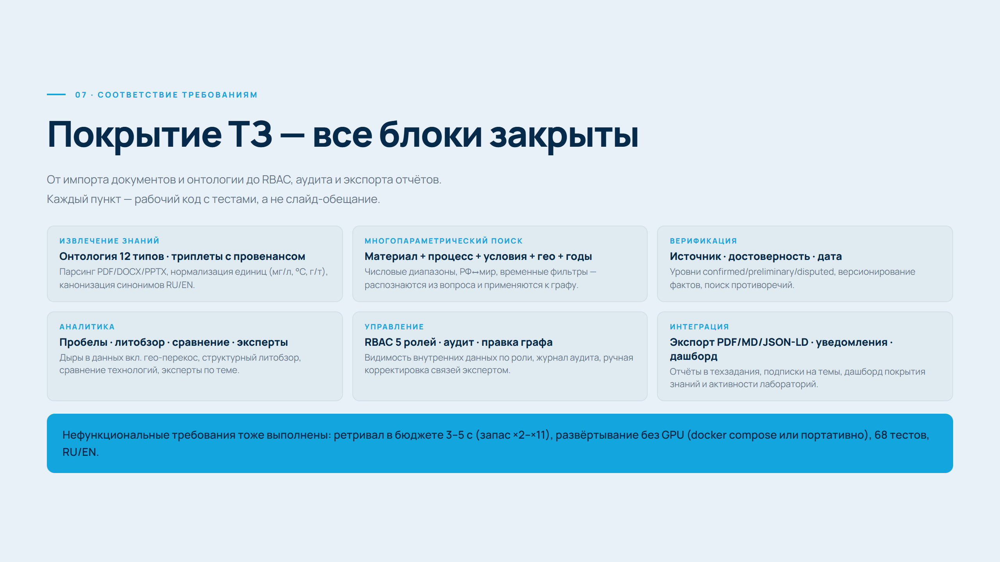 07 · СООТВЕТСТВИЕ ТРЕБОВАНИЯМ
Покрытие ТЗ — все блоки закрыты
От импорта документов и онтологии до RBAC, аудита и экспорта отчётов.
Каждый пункт — рабочий код с тестами, а не слайд-обещание.
ИЗВЛЕЧЕНИЕ ЗНАНИЙ
Онтология 12 типов · триплеты с провенансом
Парсинг PDF/DOCX/PPTX, нормализация единиц (мг/л, °C, г/т),
канонизация синонимов RU/EN.
МНОГОПАРАМЕТРИЧЕСКИЙ ПОИСК
Материал + процесс + условия + гео + годы
Числовые диапазоны, РФ↔мир, временные фильтры —
распознаются из вопроса и применяются к графу.
ВЕРИФИКАЦИЯ
Источник · достоверность · дата
Уровни confirmed/preliminary/disputed, версионирование
фактов, поиск противоречий.
АНАЛИТИКА
Пробелы · литобзор · сравнение · эксперты
Дыры в данных вкл. гео-перекос, структурный литобзор,
сравнение технологий, эксперты по теме.
УПРАВЛЕНИЕ
RBAC 5 ролей · аудит · правка графа
Видимость внутренних данных по роли, журнал аудита, ручная
корректировка связей экспертом.
ИНТЕГРАЦИЯ
Экспорт PDF/MD/JSON-LD · уведомления ·
дашборд
Отчёты в техзадания, подписки на темы, дашборд покрытия
знаний и активности лабораторий.
Нефункциональные требования тоже выполнены: ретривал в бюджете 3–5 с (запас ×2–×11), развёртывание без GPU (docker compose или портативно), 68 тестов,
RU/EN.